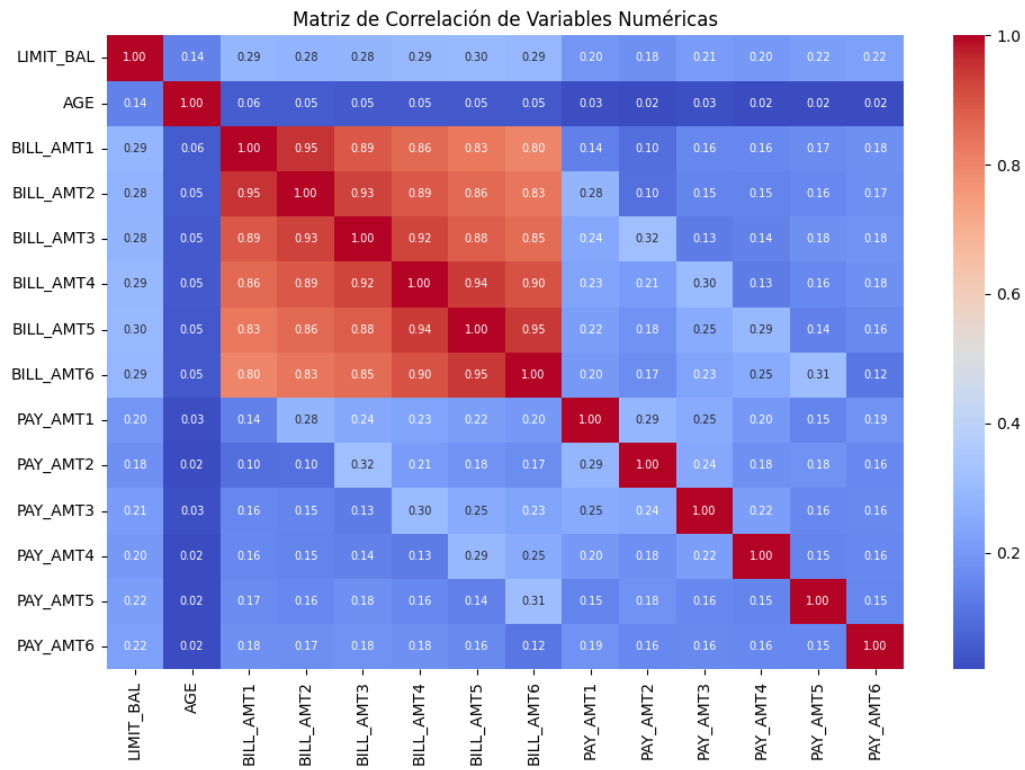 Matriz de Correlación de Variables Numéricas
LIMIT_BAL 1.00 0.14 0.29 0.28 0.28 0.29 0.30 0.29 0.20 0.18 0.21 0.20 0.22 0.22
AGE 0.14 1.00 0.06 0.05 0.05 0.05 0.05 0.05 0.03 0.02 0.03 0.02 0.02 0.02
BILL_AMT1 0.29 0.06 1.00 0.95 0.89 0.86 0.83 0.80 0.14 0.10 0.16 0.16 0.17 0.18
BILL_AMT2 0.28 0.05 0.95 1.00 0.93 0.89 0.86 0.83 0.28 0.10 0.15 0.15 0.16 0.17
BILL_AMT3 0.28 0.05 0.89 0.93 1.00 0.92 0.88 0.85 0.24 0.32 0.13 0.14 0.18 0.18
BILL_AMT4 0.29 0.05 0.86 0.89 0.92 1.00 0.94 0.90 0.23 0.21 0.30 0.13 0.16 0.18
BILL_AMT5 0.30 0.05 0.83 0.86 0.88 0.94 1.00 0.95 0.22 0.18 0.25 0.29 0.14 0.16
BILL_AMT6 0.29 0.05 0.80 0.83 0.85 0.90 0.95 1.00 0.20 0.17 0.23 0.25 0.31 0.12
PAY_AMT1 0.20 0.03 0.14 0.28 0.24 0.23 0.22 0.20 1.00 0.29 0.25 0.20 0.15 0.19
PAY_AMT2 0.18 0.02 0.10 0.10 0.32 0.21 0.18 0.17 0.29 1.00 0.24 0.18 0.18 0.16
PAY_AMT3 0.21 0.03 0.16 0.15 0.13 0.30 0.25 0.23 0.25 0.24 1.00 0.22 0.16 0.16
PAY_AMT4 0.20 0.02 0.16 0.15 0.14 0.13 0.29 0.25 0.20 0.18 0.22 1.00 0.15 0.16
PAY_AMT5 0.22 0.02 0.17 0.16 0.18 0.16 0.14 0.31 0.15 0.18 0.16 0.15 1.00 0.15
PAY_AMT6 0.22 0.02 0.18 0.17 0.18 0.18 0.16 0.12 0.19 0.16 0.16 0.16 0.15 1.00
LIMIT_BAL AGE BILL_AMT1 BILL_AMT2 BILL_AMT3 BILL_AMT4 BILL_AMT5 BILL_AMT6 PAY_AMT1 PAY_AMT2 PAY_AMT3 PAY_AMT4 PAY_AMT5 PAY_AMT6
1.0
0.8
0.6
0.4
0.2